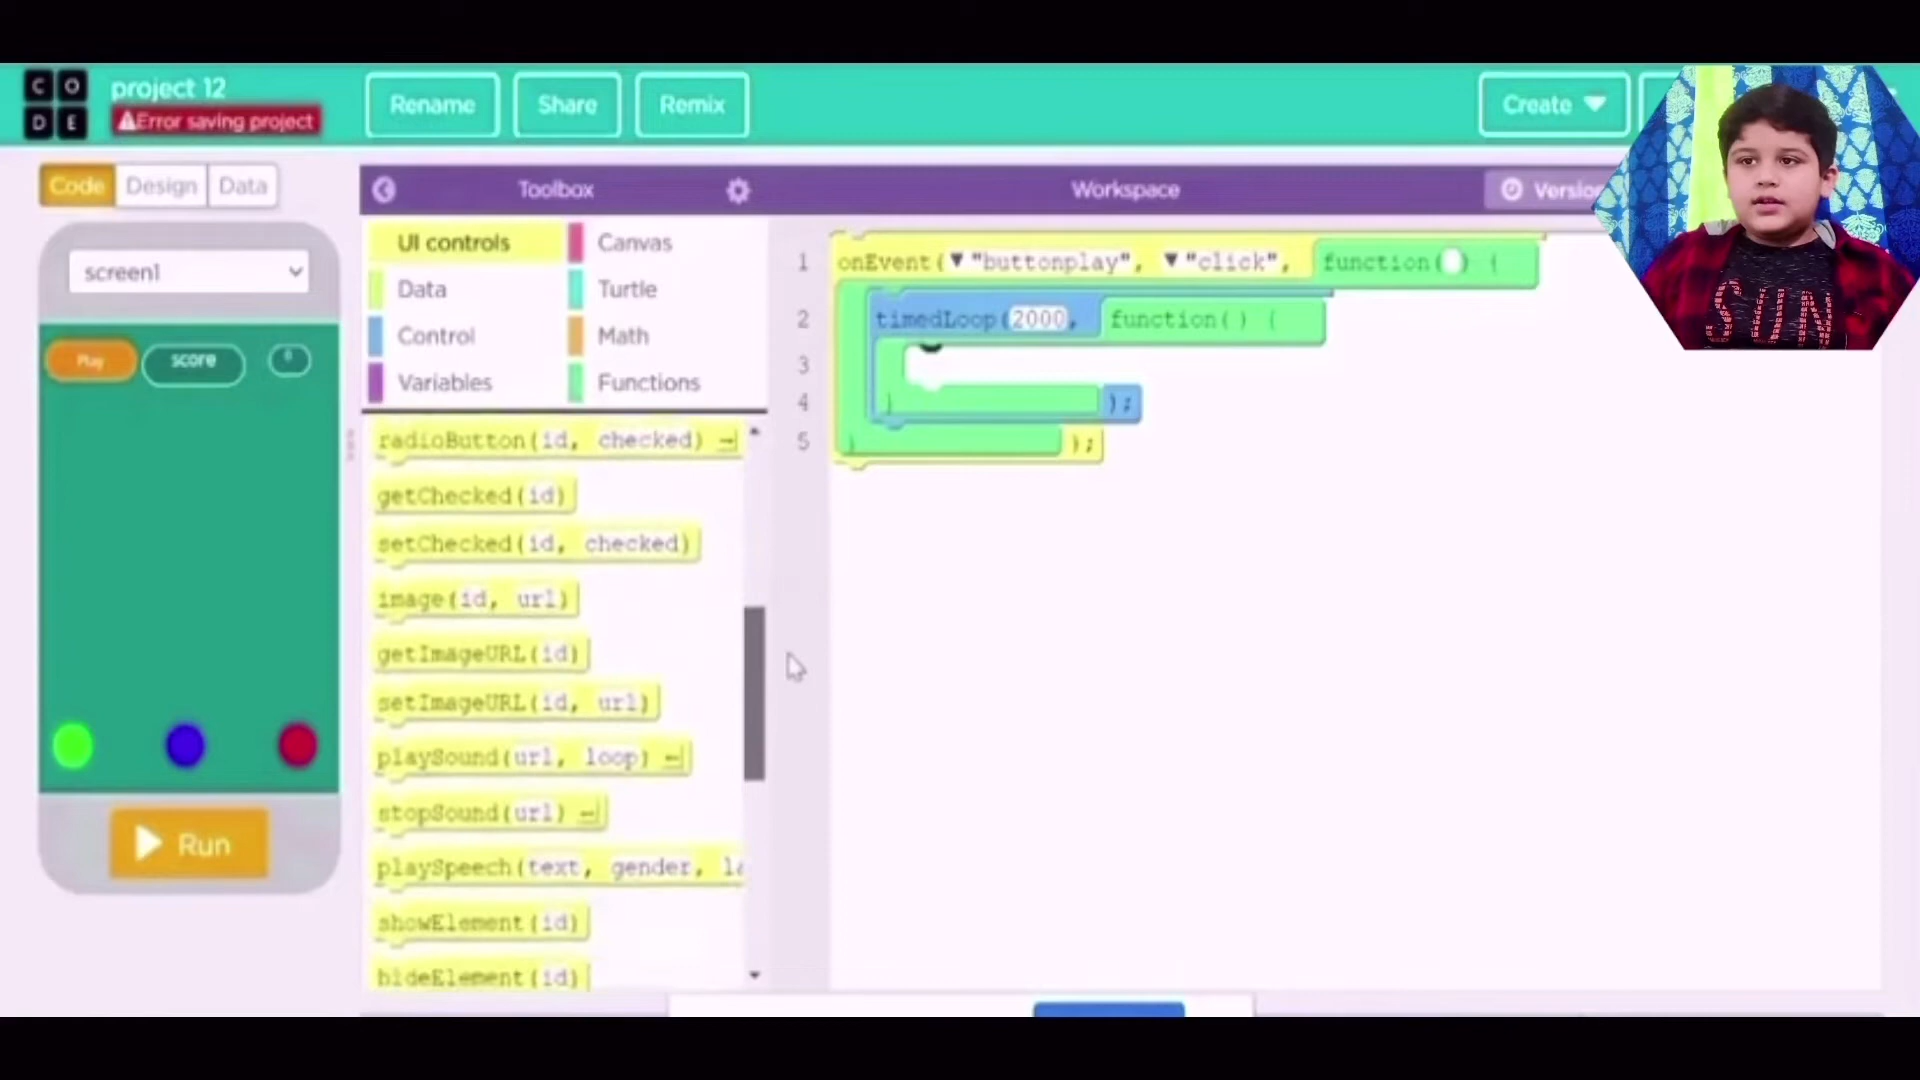 C O
D E
project 12
Error saving project
Rename
Share
Remix
Create
Code
Design
Data
Toolbox
Workspace
screen1
UI controls
Canvas
Data
Turtle
Control
Math
Variables
Functions
Play
score
0
Run
radioButton(id, checked)
getChecked(id)
setChecked(id, checked)
image(id, url)
getImageURL(id)
setImageURL(id, url)
playSound(url, loop)
stopSound(url)
playSpeech(text, gender,
showElement(id)
hideElement(id)
1 onEvent( "buttonplay", "click", function( ) {
2 timedLoop(2000, function() {
3
4 } );
5 } );